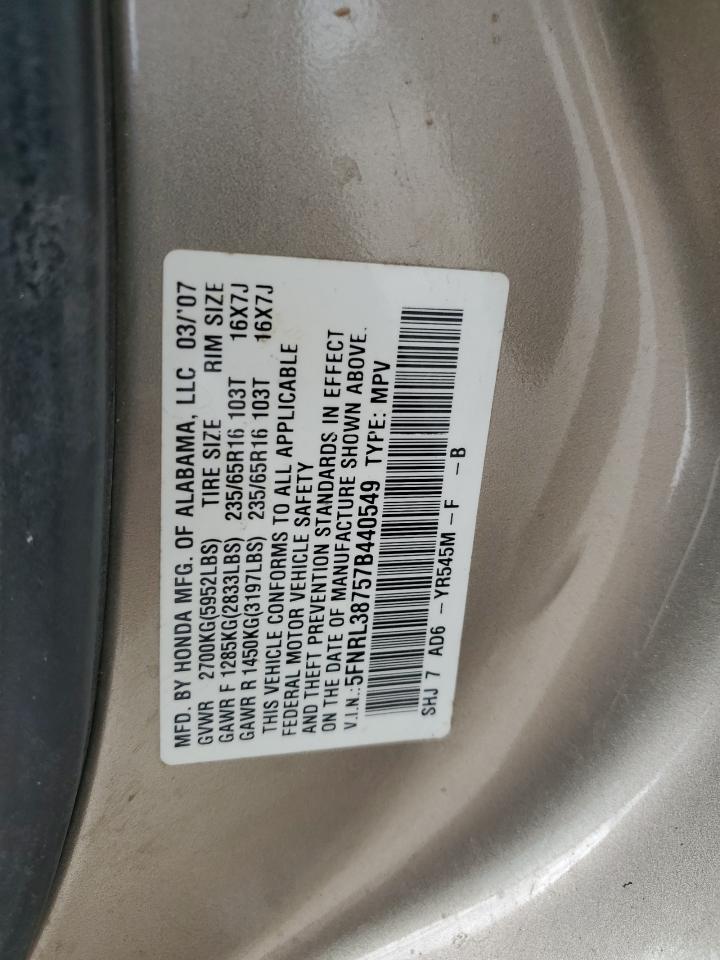 MFD. BY HONDA MFG. OF ALABAMA, LLC 03/'07
GVWR 2700KG(5952LBS) TIRE SIZE RIM SIZE
GAWR F 1285KG(2833LBS) 235/65R16 103T 16X7J
GAWR R 1450KG(3197LBS) 235/65R16 103T 16X7J
THIS VEHICLE CONFORMS TO ALL APPLICABLE
FEDERAL MOTOR VEHICLE SAFETY
AND THEFT PREVENTION STANDARDS IN EFFECT
ON THE DATE OF MANUFACTURE SHOWN ABOVE.
V.I.N.:5FNRL38757B440549 TYPE: MPV
SHJ 7 AD6 -YR545M-F -B